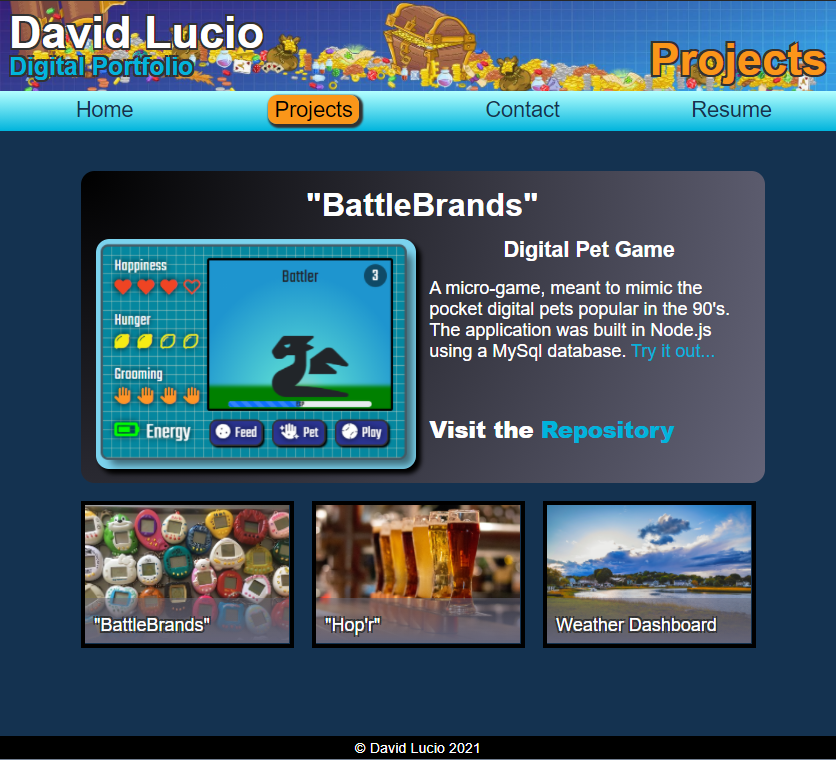 David Lucio
Digital Portfolio
Projects
Home
Projects
Contact
Resume
"BattleBrands"
Happiness
Hunger
Grooming
Energy
Battler
3
Feed
Pet
Play
Digital Pet Game
A micro-game, meant to mimic the
pocket digital pets popular in the 90's.
The application was built in Node.js
using a MySql database. Try it out...
Visit the Repository
"BattleBrands"
"Hop'r"
Weather Dashboard
© David Lucio 2021